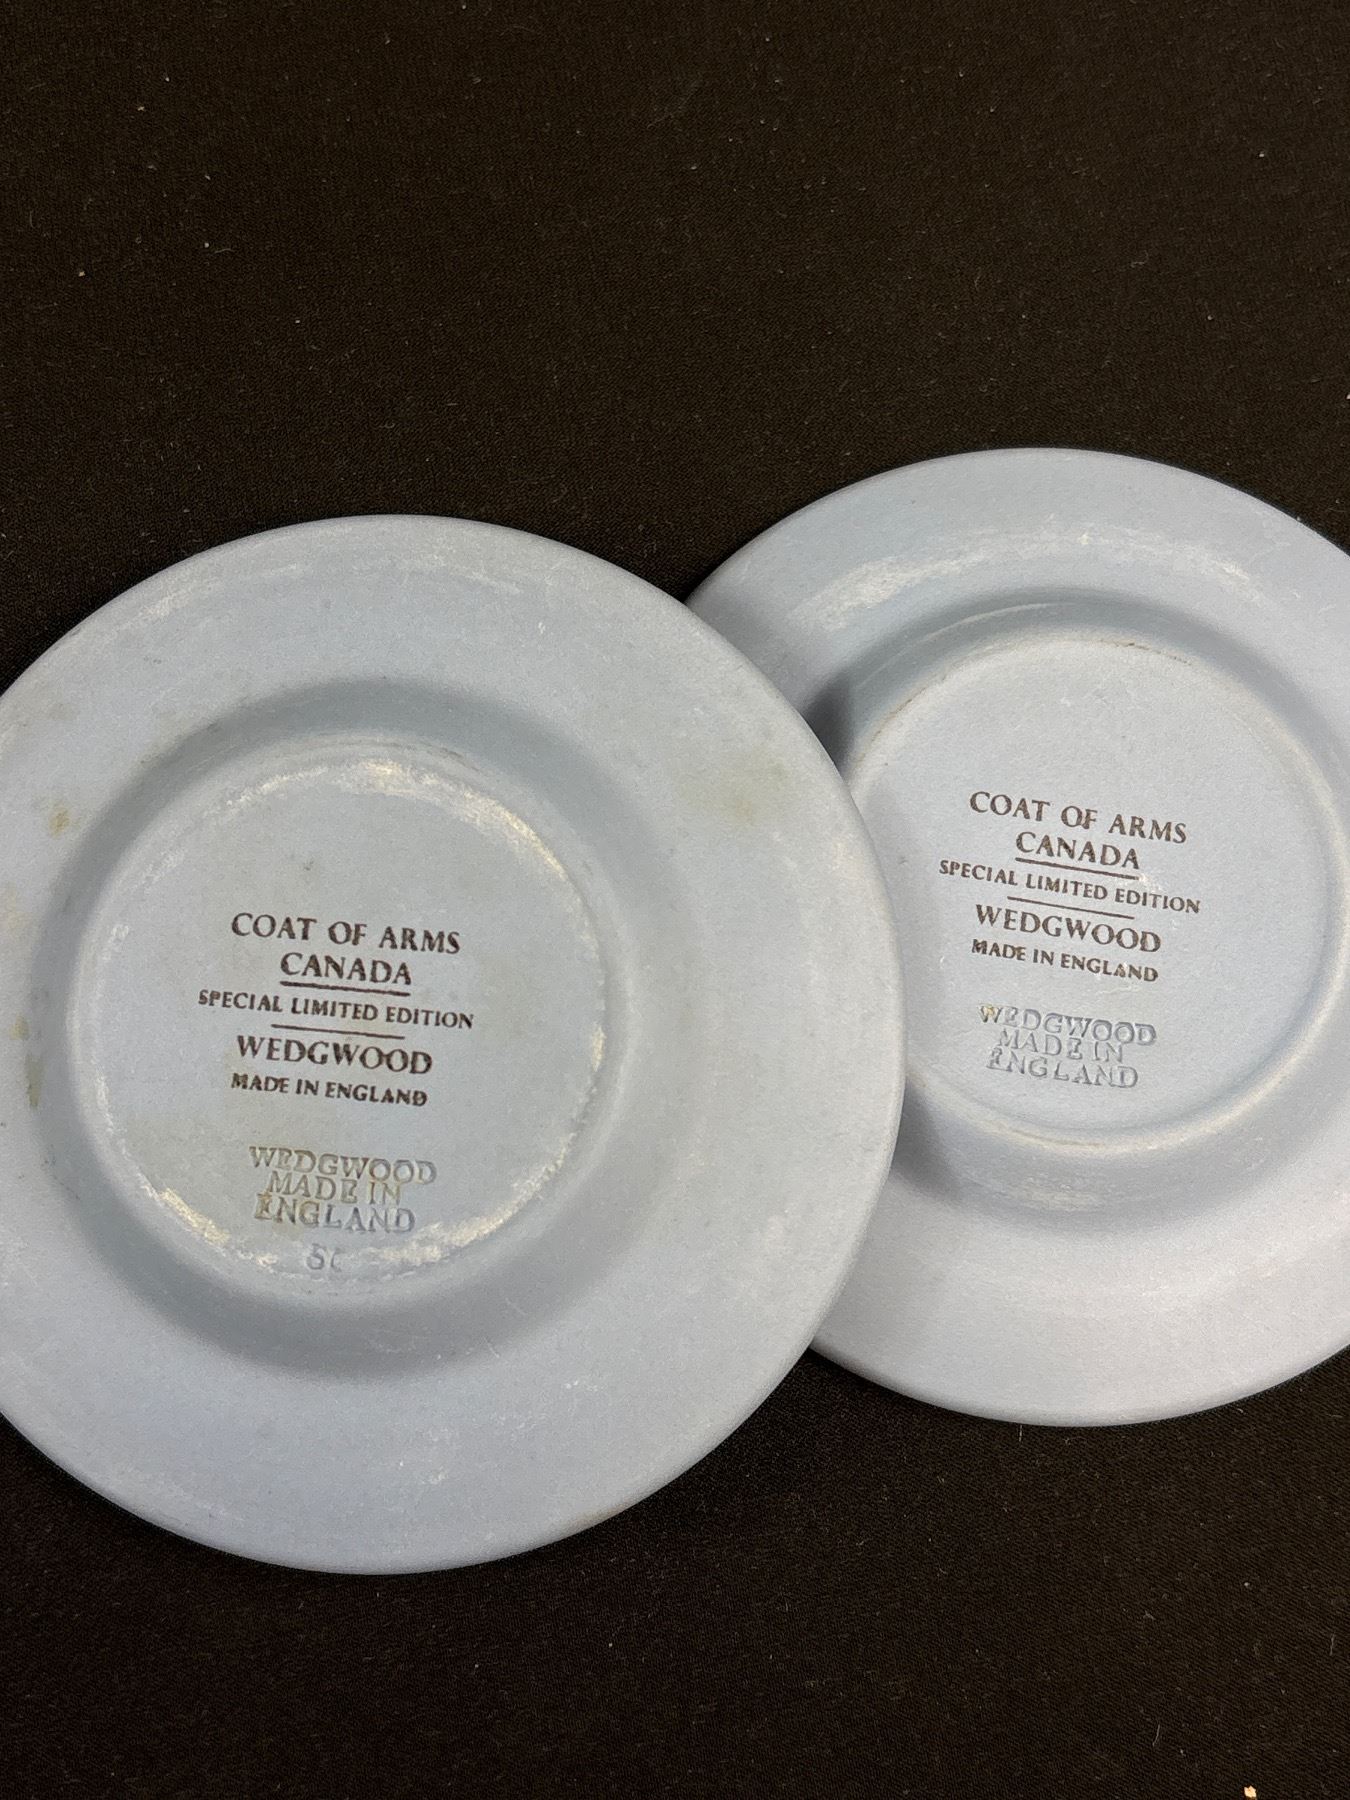 COAT OF ARMS
CANADA
SPECIAL LIMITED EDITION
WEDGWOOD
MADE IN ENGLAND
WEDGWOOD
MADE IN
ENGLAND
COAT OF ARMS
CANADA
SPECIAL LIMITED EDITION
WEDGWOOD
MADE IN ENGLAND
WEDGWOOD
MADE IN
ENGLAND